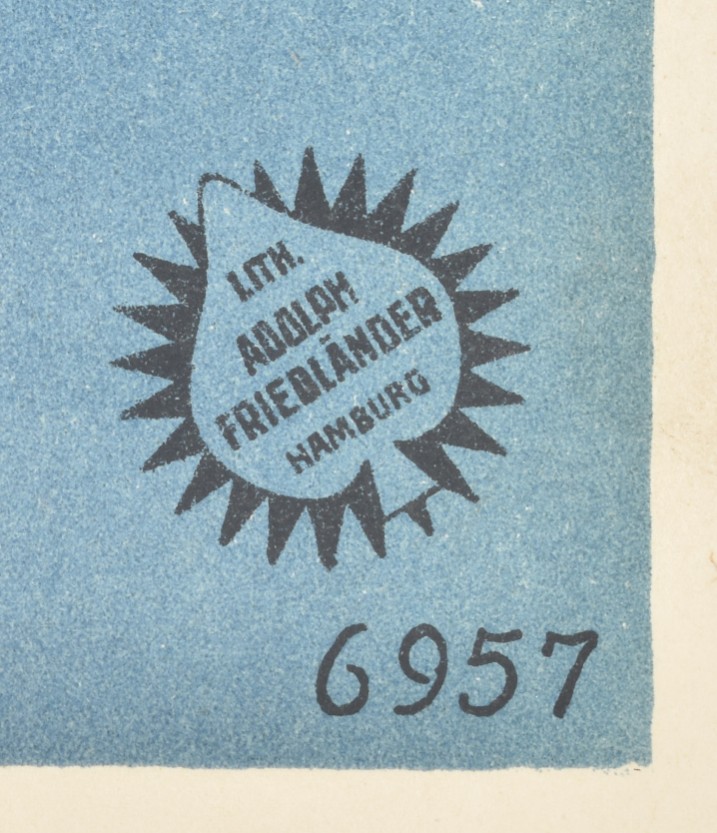 LITH.
ADOLPH
FRIEDLÄNDER
HAMBURG
6957